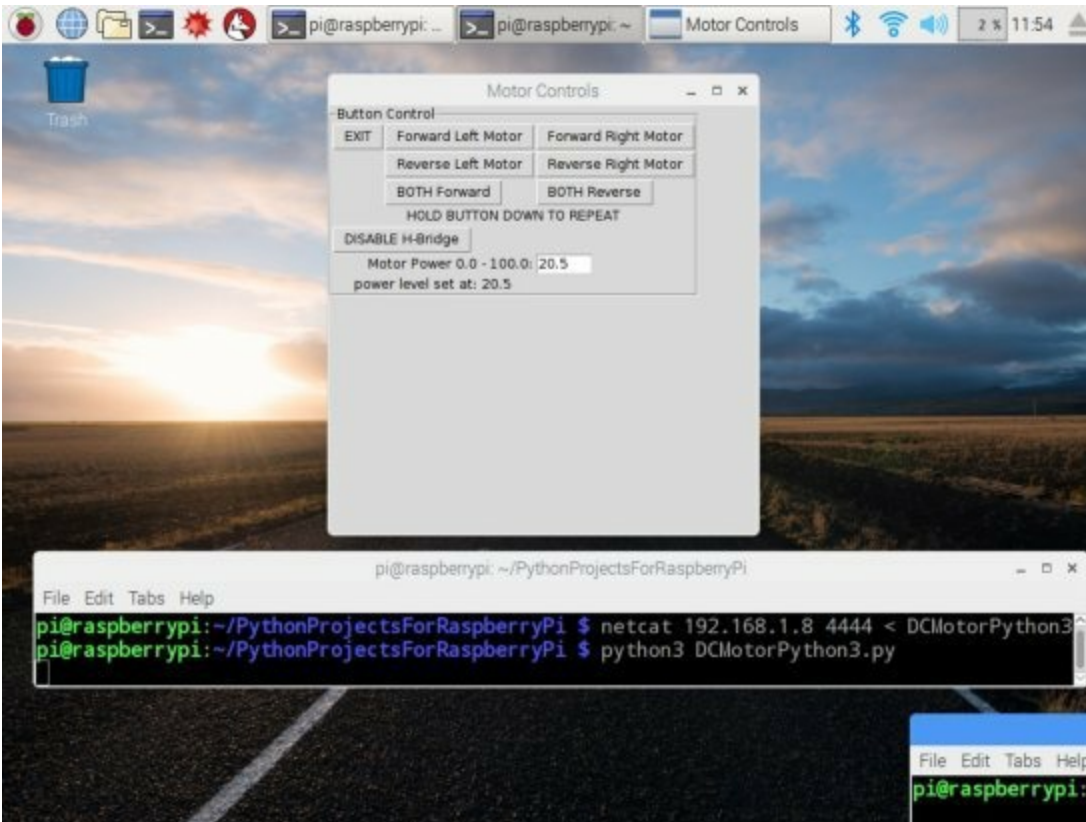 pi@raspberrypi: ... pi@raspberrypi: ~ Motor Controls 2 % 11:54
Trash
Motor Controls
Button Control
EXIT Forward Left Motor Forward Right Motor
Reverse Left Motor Reverse Right Motor
BOTH Forward BOTH Reverse
HOLD BUTTON DOWN TO REPEAT
DISABLE H-Bridge
Motor Power 0.0 - 100.0: 20.5
power level set at: 20.5
pi@raspberrypi: ~/PythonProjectsForRaspberryPi
File Edit Tabs Help
pi@raspberrypi:~/PythonProjectsForRaspberryPi $ netcat 192.168.1.8 4444 < DCMotorPython3
pi@raspberrypi:~/PythonProjectsForRaspberryPi $ python3 DCMotorPython3.py
File Edit Tabs Help
pi@raspberrypi: